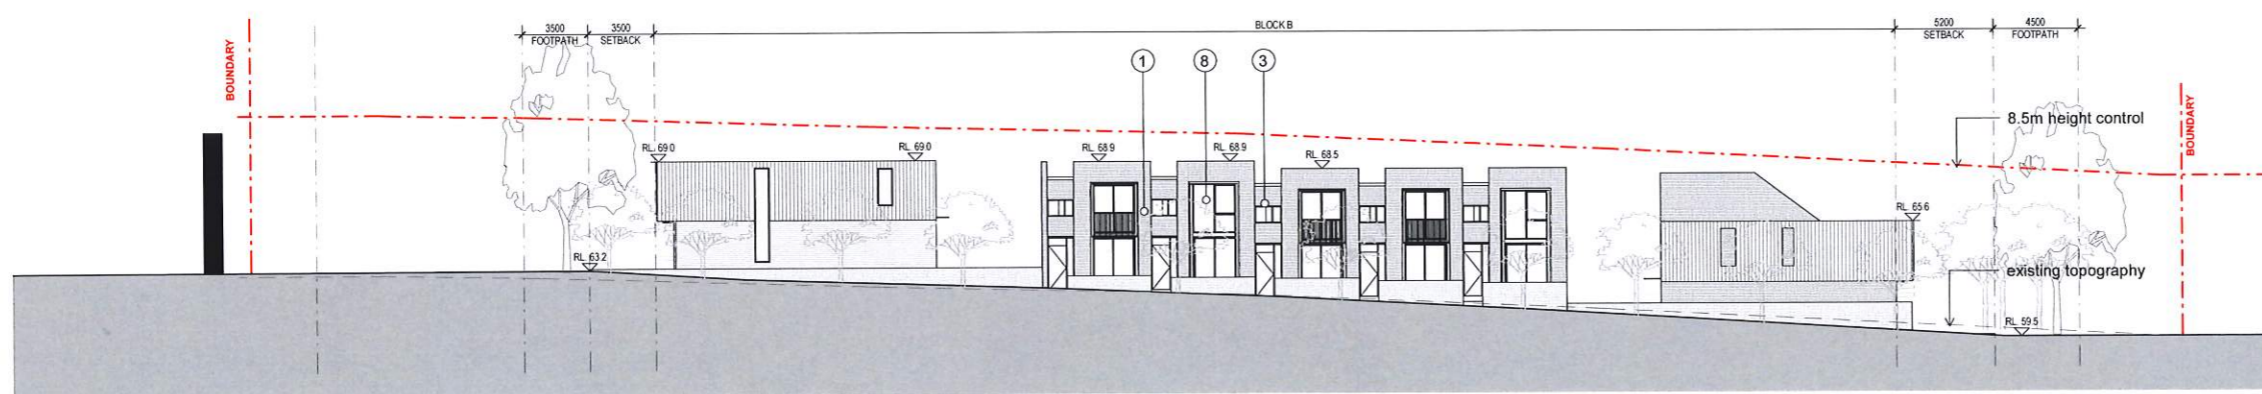 3500
FOOTPATH
3500
SETBACK
BLOCK B
5200
SETBACK
4500
FOOTPATH
BOUNDARY
1
8
3
BOUNDARY
8.5m height control
RL 69.0
RL 69.0
RL 68.9
RL 68.9
RL 68.5
RL 65.6
RL 63.2
existing topography
RL 59.5